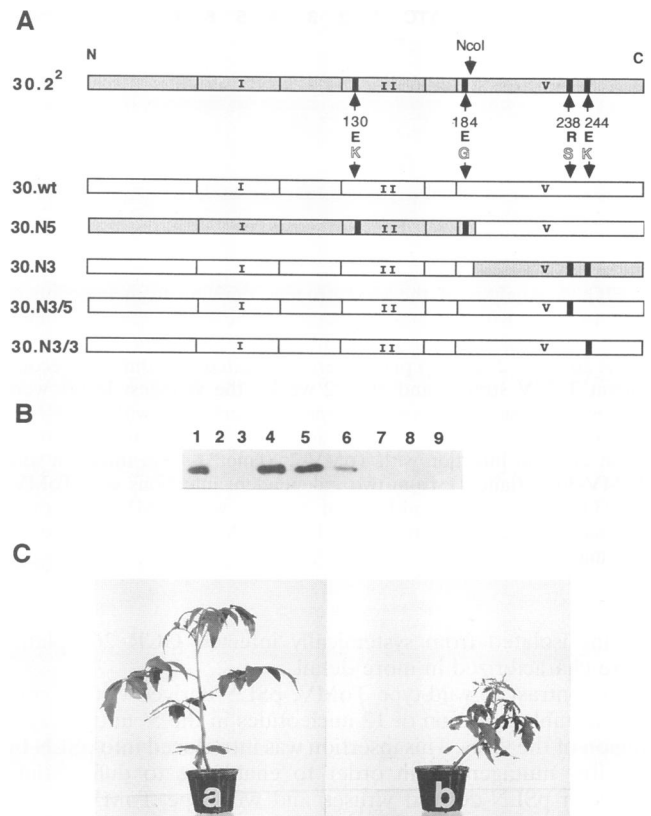 A
N NcoI C
30.2²
I II V
130 184 238 244
E E R E
K G S K
30.wt I II V
30.N5 I II V
30.N3 I II V
30.N3/5 I II V
30.N3/3 I II V
B
1 2 3 4 5 6 7 8 9
C
a b